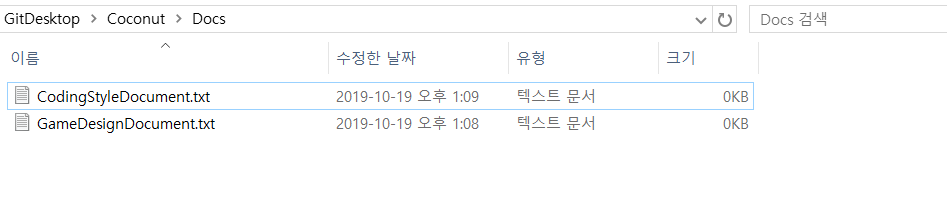 GitDesktop > Coconut > Docs Docs 검색
이름 수정한 날짜 유형 크기
CodingStyleDocument.txt 2019-10-19 오후 1:09 텍스트 문서 0KB
GameDesignDocument.txt 2019-10-19 오후 1:08 텍스트 문서 0KB